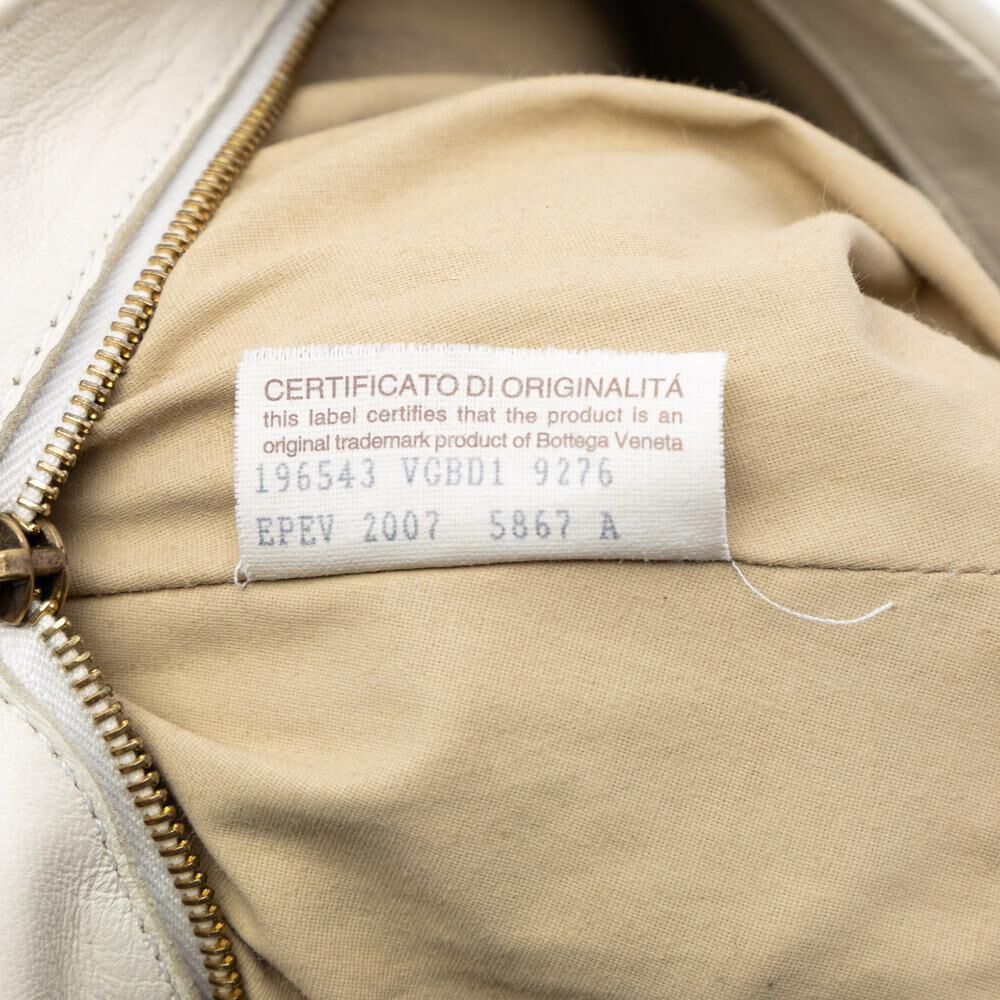 CERTIFICATO DI ORIGINALITÁ
this label certifies that the product is an
original trademark product of Bottega Veneta
196543 VGBD1 9276
EPEV 2007 5867 A